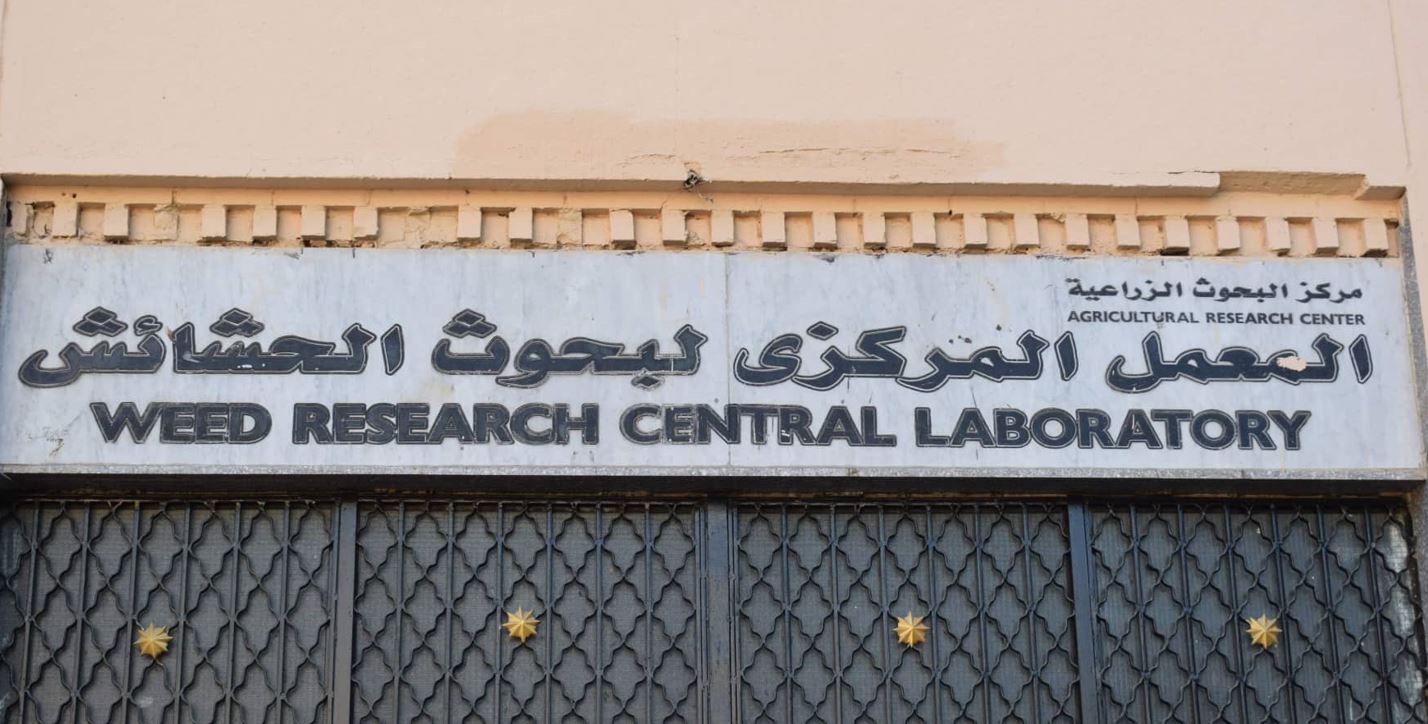 مركز البحوث الزراعية
AGRICULTURAL RESEARCH CENTER
المعمل المركزى لبحوث الحشائش
WEED RESEARCH CENTRAL LABORATORY